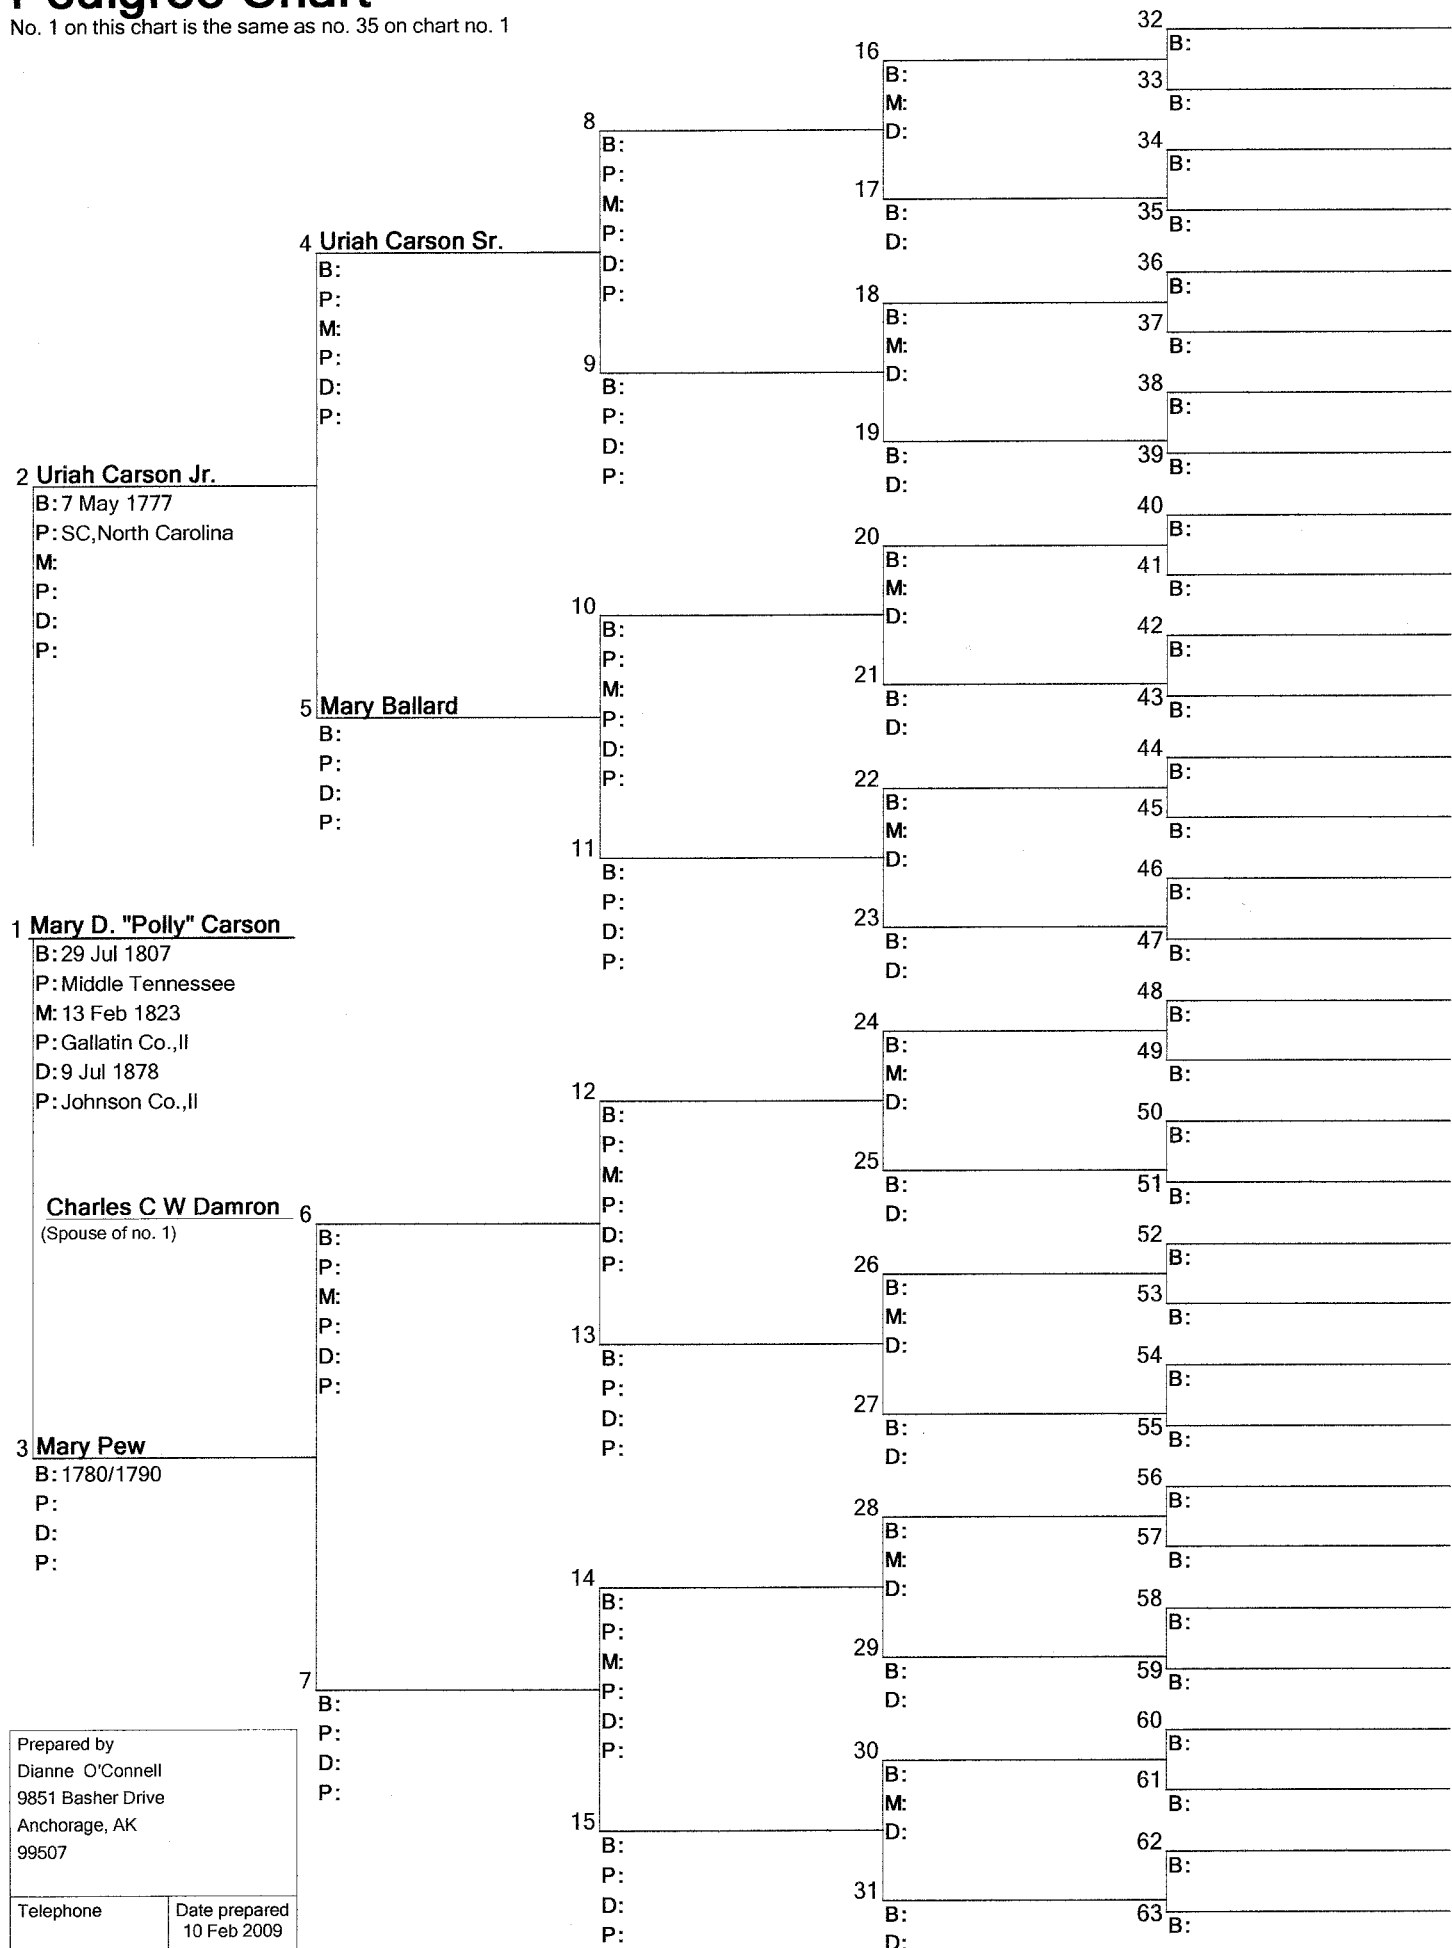 Pedigree Chart
No. 1 on this chart is the same as no. 35 on chart no. 1
2 Uriah Carson Jr.
B: 7 May 1777
P: SC,North Carolina
M:
P:
D:
P:
1 Mary D. "Polly" Carson
B: 29 Jul 1807
P: Middle Tennessee
M: 13 Feb 1823
P: Gallatin Co.,Il
D: 9 Jul 1878
P: Johnson Co.,Il
Charles C W Damron
(Spouse of no. 1)
3 Mary Pew
B: 1780/1790
P:
D:
P:
Prepared by
Dianne O'Connell
9851 Basher Drive
Anchorage, AK
99507
Telephone
Date prepared
10 Feb 2009
4 Uriah Carson Sr.
B:
P:
M:
P:
D:
P:
5 Mary Ballard
B:
P:
D:
P:
6
B:
P:
M:
P:
D:
P:
7
B:
P:
D:
P:
8
B:
P:
M:
P:
D:
P:
9
B:
P:
D:
P:
10
B:
P:
M:
P:
D:
P:
11
B:
P:
D:
P:
12
B:
P:
M:
P:
D:
P:
13
B:
P:
D:
P:
14
B:
P:
M:
P:
D:
P:
15
B:
P:
D:
P:
16
B:
M:
D:
17
B:
D:
18
B:
M:
D:
19
B:
D:
20
B:
M:
D:
21
B:
D:
22
B:
M:
D:
23
B:
D:
24
B:
M:
D:
25
B:
D:
26
B:
M:
D:
27
B:
D:
28
B:
M:
D:
29
B:
D:
30
B:
M:
D:
31
B:
D:
32
B:
33
B:
34
B:
35
B:
36
B:
37
B:
38
B:
39
B:
40
B:
41
B:
42
B:
43
B:
44
B:
45
B:
46
B:
47
B:
48
B:
49
B:
50
B:
51
B:
52
B:
53
B:
54
B:
55
B:
56
B:
57
B:
58
B:
59
B:
60
B:
61
B:
62
B:
63
B: